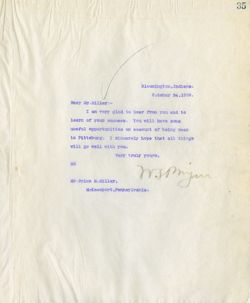 85
Bloomington, Indiana.
October 24, 1908.
Dear Mr. Miller:-
I am very glad to hear from you and to
learn of your success. You will have some
useful opportunities on account of being near
to Pittsburg. I sincerely hope that all things
will go well with you.
Very truly yours,
Mr. Price M. Miller,
McKeesport, Pennsylvania.